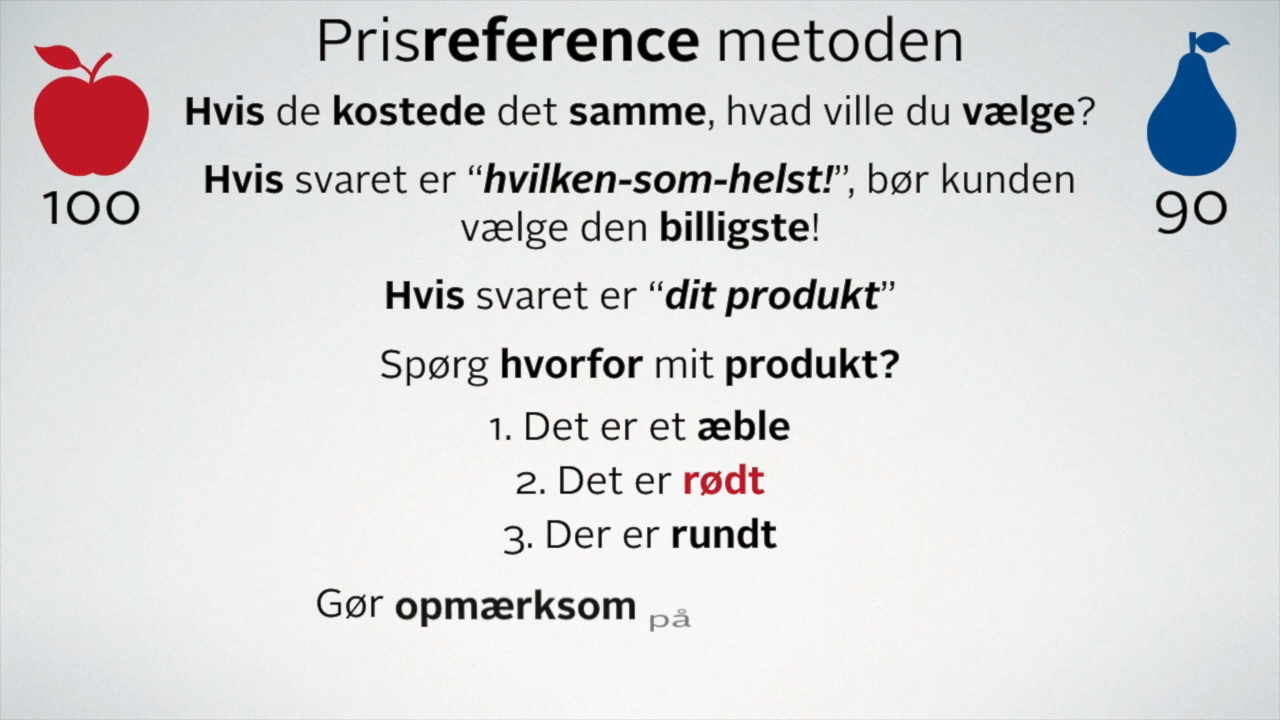 Prisreference metoden
Hvis de kostede det samme, hvad ville du vælge?
100
90
Hvis svaret er “hvilken-som-helst!”, bør kunden
vælge den billigste!
Hvis svaret er “dit produkt”
Spørg hvorfor mit produkt?
1. Det er et æble
2. Det er rødt
3. Der er rundt
Gør opmærksom på